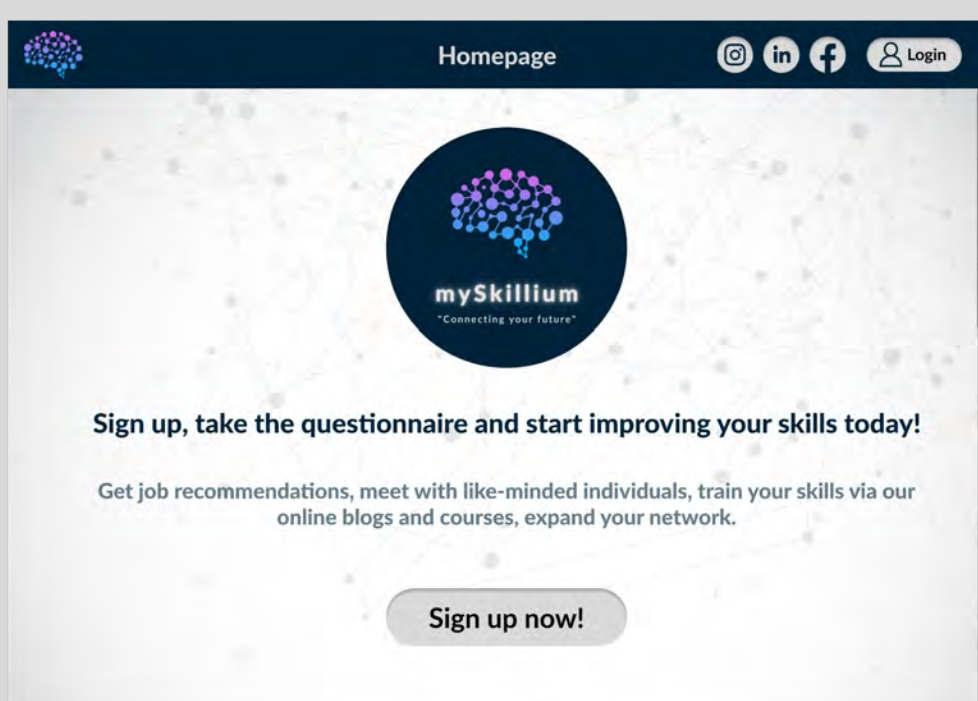 Homepage
in
Login
mySkillium
"Connecting your future"
Sign up, take the questionnaire and start improving your skills today!
Get job recommendations, meet with like-minded individuals, train your skills via our
online blogs and courses, expand your network.
Sign up now!